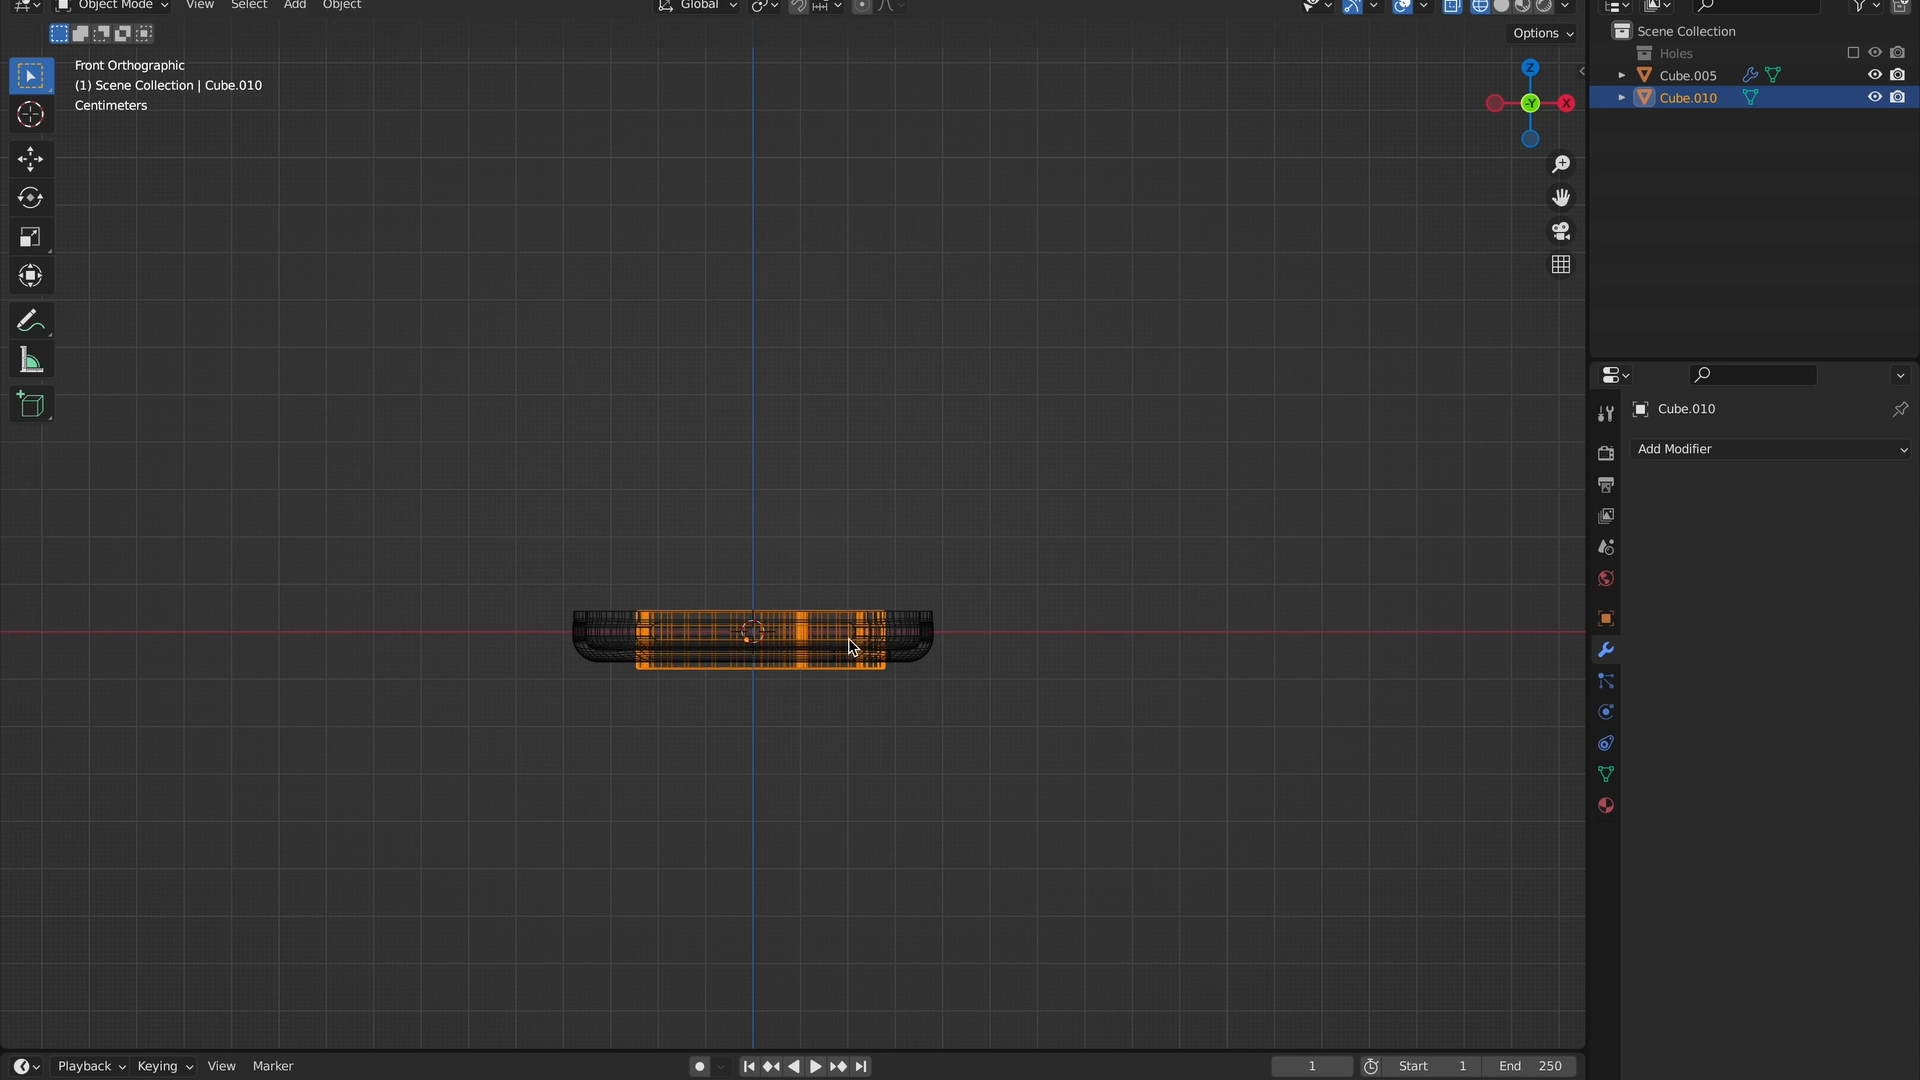 Object Mode View Select Add Object Global
Options
Front Orthographic
(1) Scene Collection | Cube.010
Centimeters
Z
-Y X
Scene Collection
Holes
Cube.005
Cube.010
Cube.010
Add Modifier
Playback Keying View Marker 1 Start 1 End 250